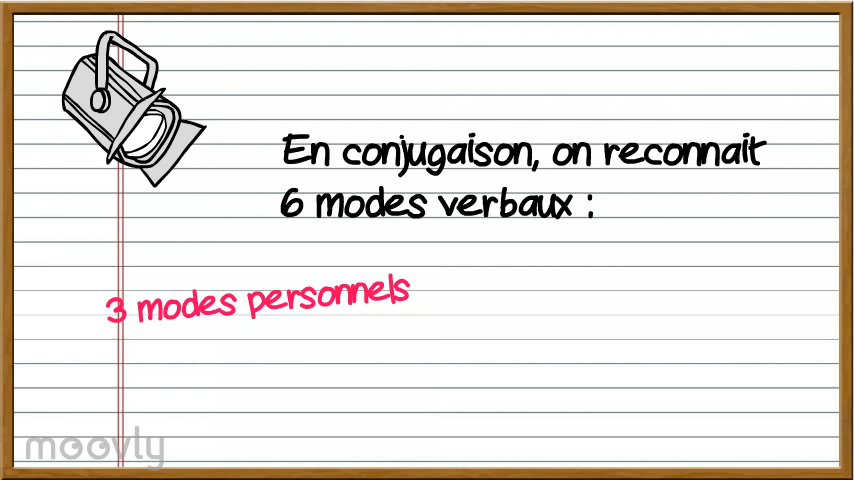 En conjugaison, on reconnait
6 modes verbaux :
3 modes personnels
moovly